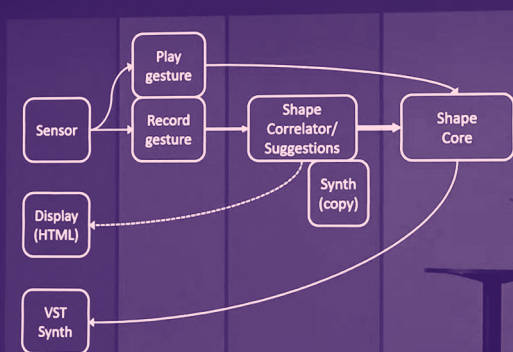 Play
gesture
Sensor
Record
gesture
Shape
Correlator/
Suggestions
Shape
Core
Synth
(copy)
Display
(HTML)
VST
Synth